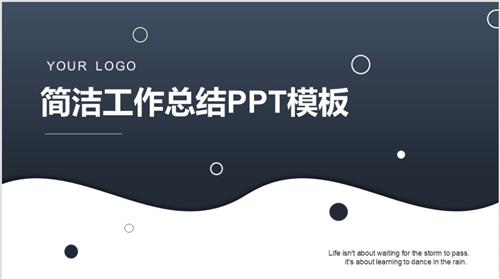 YOUR LOGO
简洁工作总结PPT模板
Life isn't about waiting for the storm to pass.
it's about learning to dance in the rain.